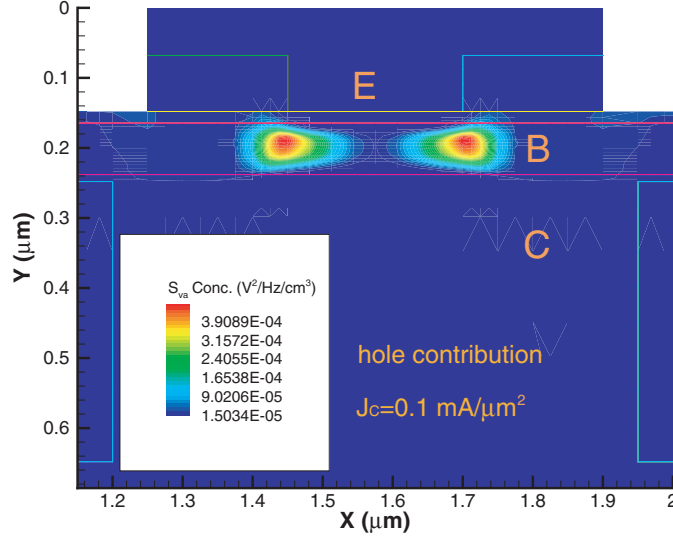 0
0.1
0.2
0.3
0.4
0.5
0.6
Y (μm)
E
B
C
S_va Conc. (V²/Hz/cm³)
3.9089E-04
3.1572E-04
2.4055E-04
1.6538E-04
9.0206E-05
1.5034E-05
hole contribution
J_C=0.1 mA/μm²
1.2 1.3 1.4 1.5 1.6 1.7 1.8 1.9 2
X (μm)